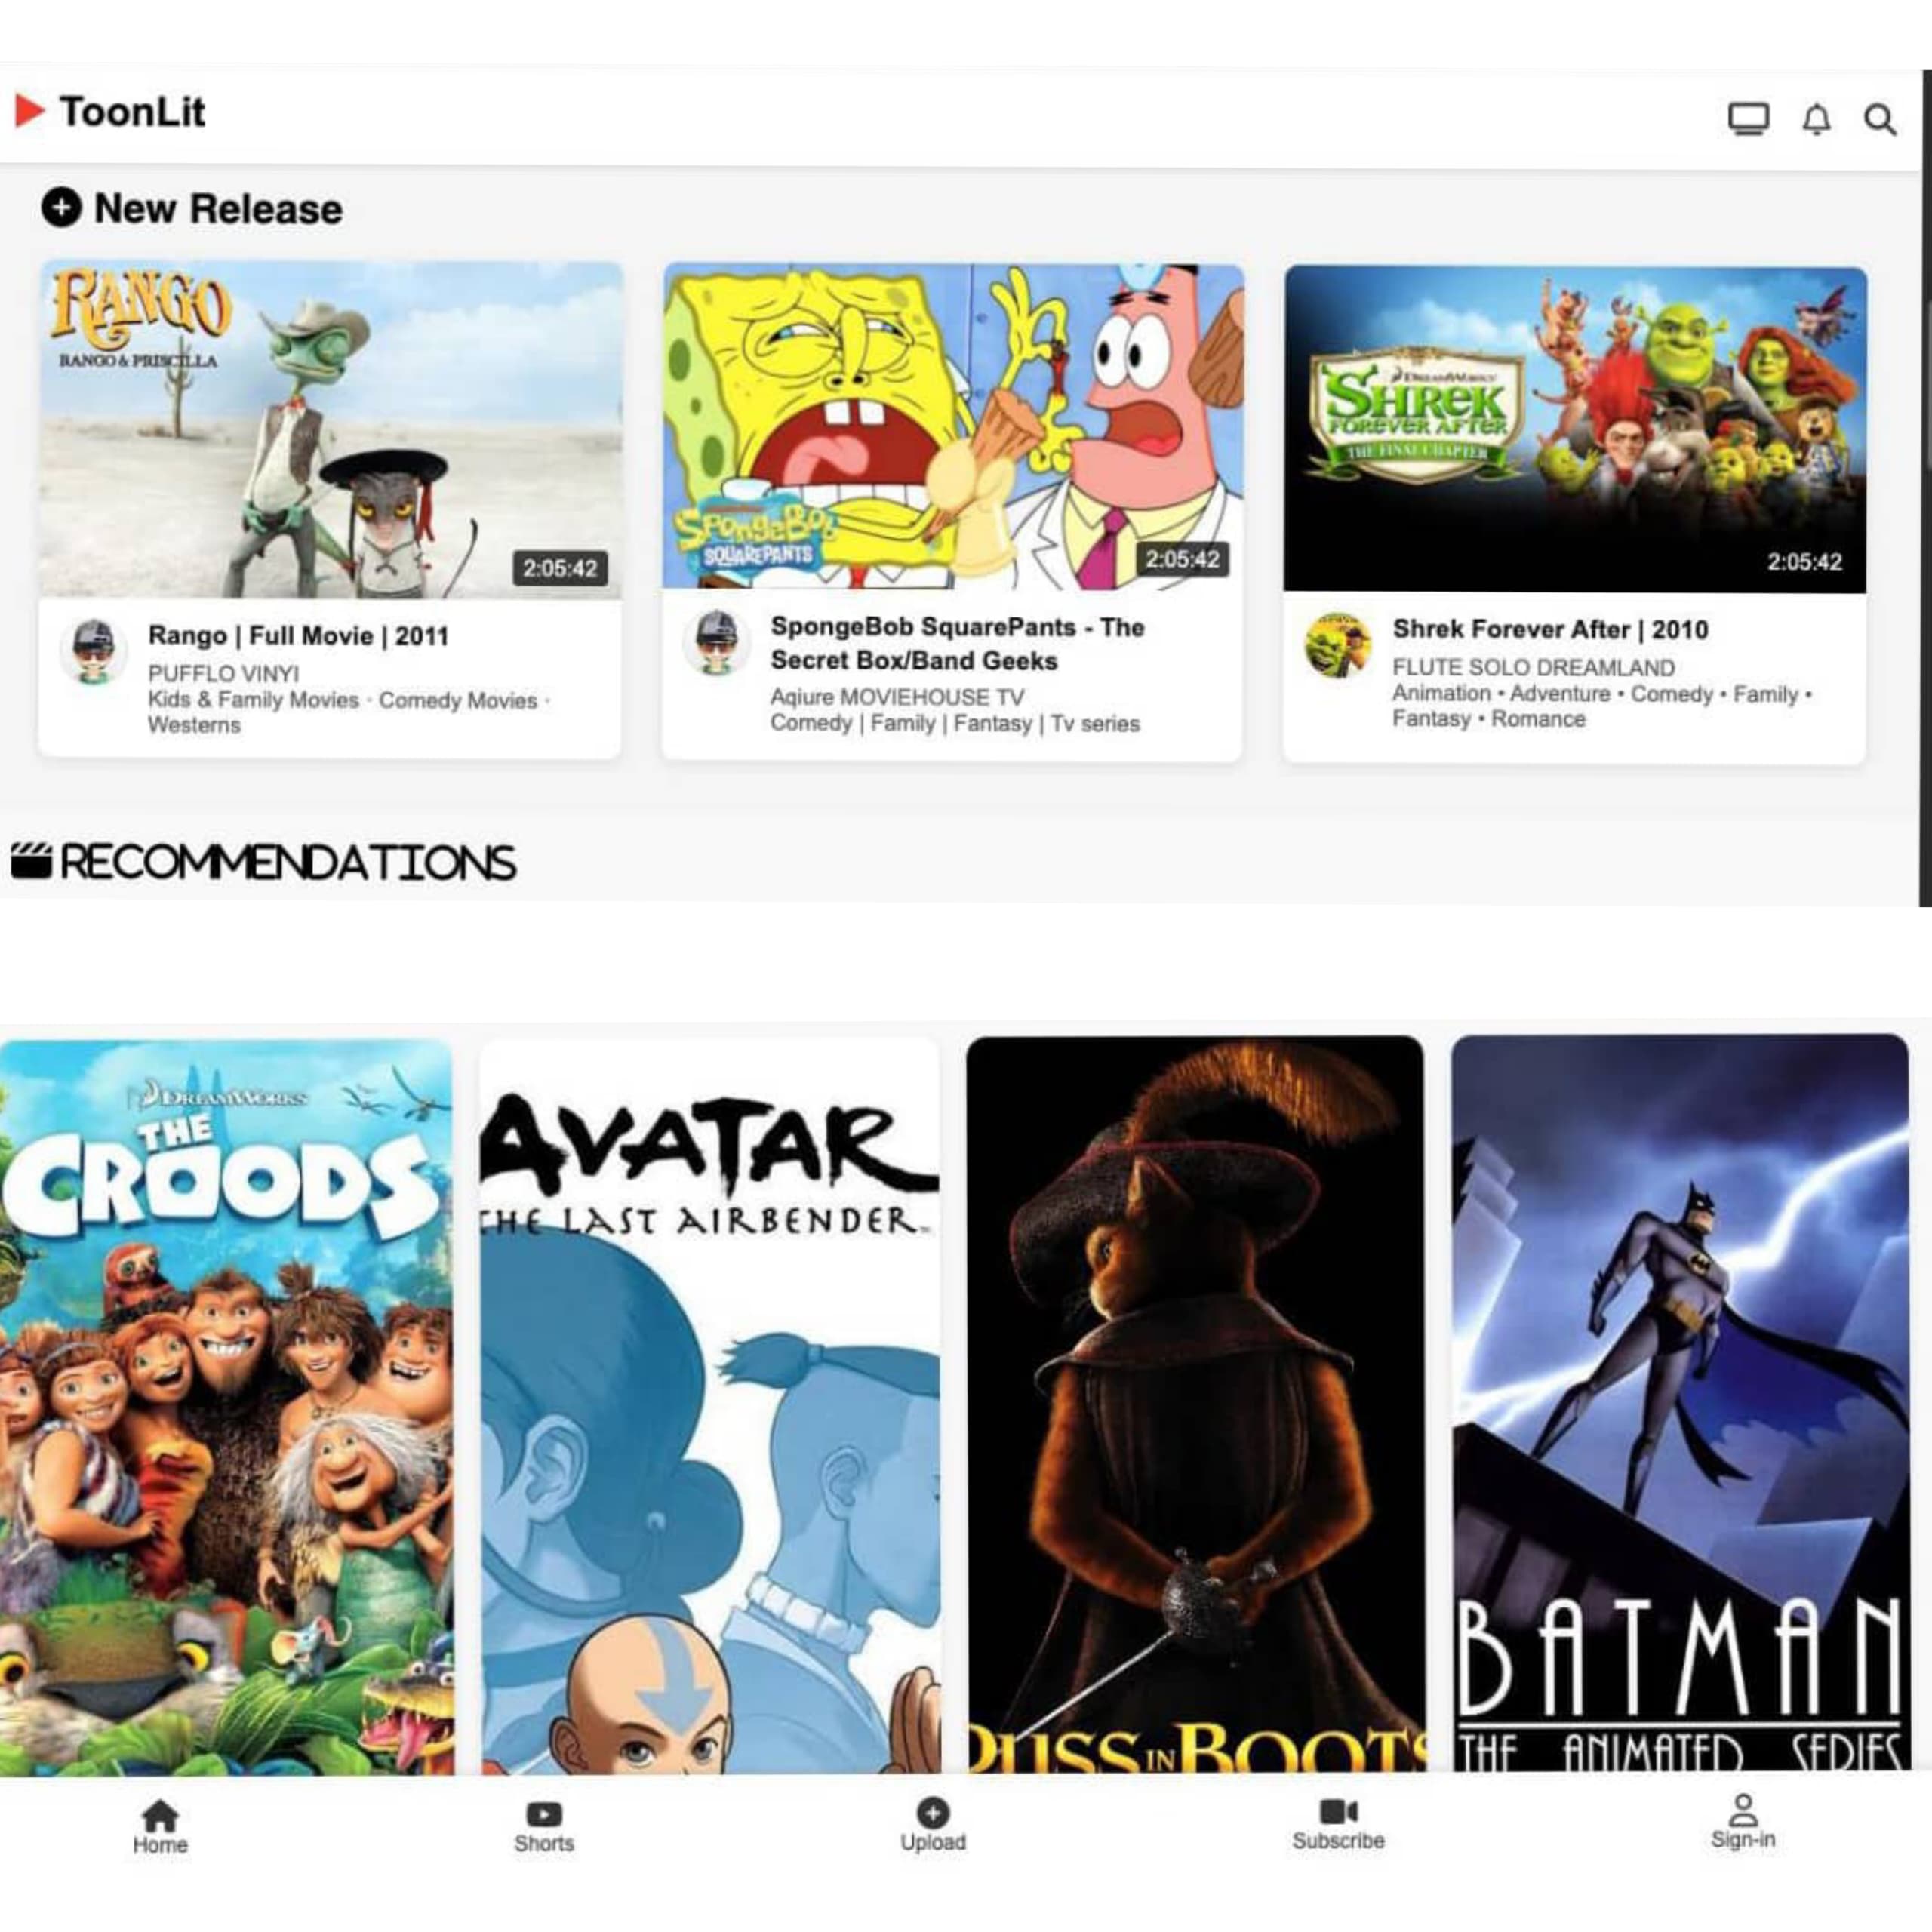 ToonLit
New Release
RANGO
RANGO & PRISCILLA
2:05:42
Rango | Full Movie | 2011
PUFFLO VINYI
Kids & Family Movies · Comedy Movies ·
Westerns
SPONGEBOB
SQUAREPANTS
2:05:42
SpongeBob SquarePants - The
Secret Box/Band Geeks
Aqiure MOVIEHOUSE TV
Comedy | Family | Fantasy | Tv series
DREAMWORKS
SHREK
FOREVER AFTER
THE FINAL CHAPTER
2:05:42
Shrek Forever After | 2010
FLUTE SOLO DREAMLAND
Animation • Adventure • Comedy • Family •
Fantasy • Romance
RECOMMENDATIONS
DREAMWORKS
THE
CROODS
AVATAR
THE LAST AIRBENDER™
PUSS IN BOOTS
BATMAN
THE ANIMATED SERIES
Home
Shorts
Upload
Subscribe
Sign-in